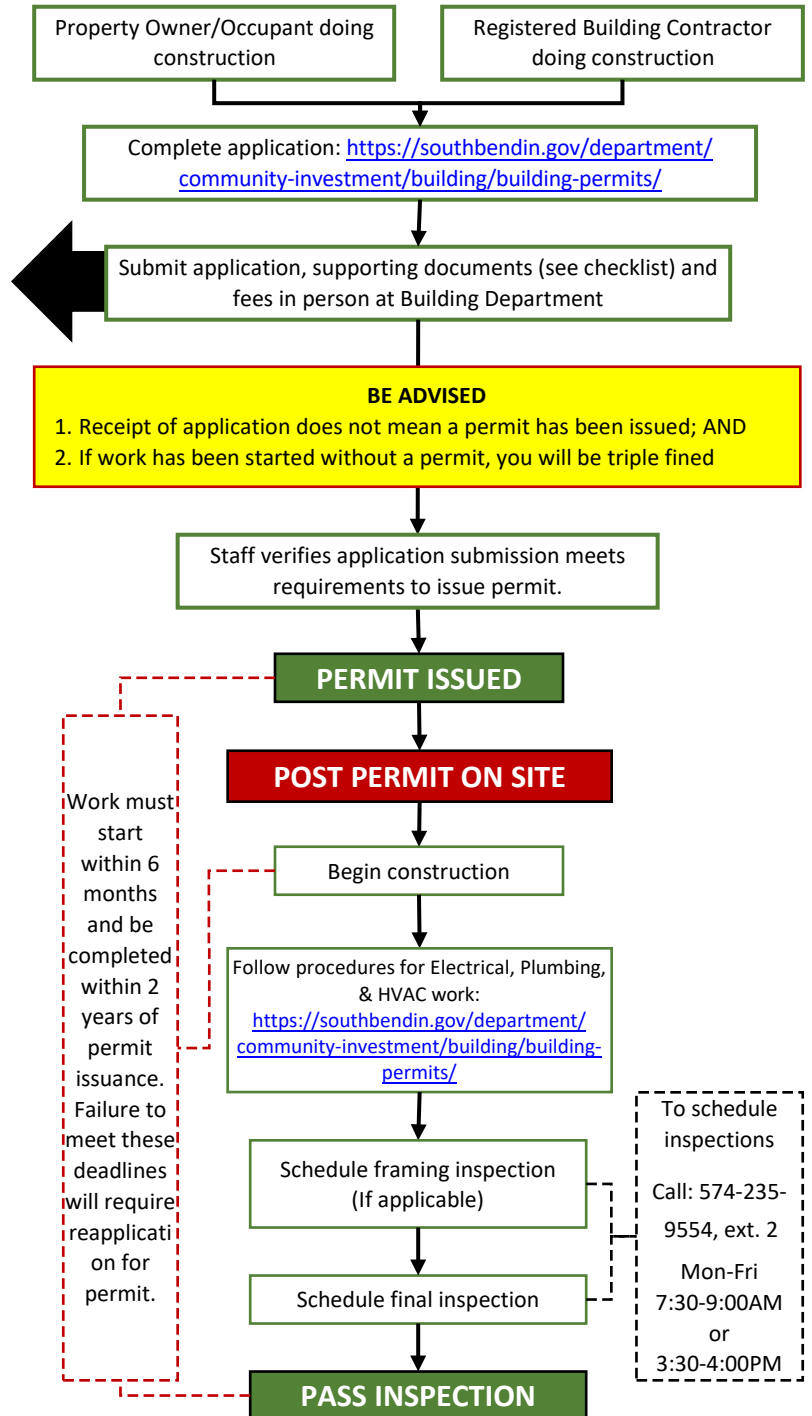 Property Owner/Occupant doing
construction
Registered Building Contractor
doing construction
Complete application: https://southbendin.gov/department/
community-investment/building/building-permits/
Submit application, supporting documents (see checklist) and
fees in person at Building Department
BE ADVISED
1. Receipt of application does not mean a permit has been issued; AND
2. If work has been started without a permit, you will be triple fined
Staff verifies application submission meets
requirements to issue permit.
PERMIT ISSUED
POST PERMIT ON SITE
Work must
start
within 6
months
and be
completed
within 2
years of
permit
issuance.
Failure to
meet these
deadlines
will require
reapplicati
on for
permit.
Begin construction
Follow procedures for Electrical, Plumbing,
& HVAC work:
https://southbendin.gov/department/
community-investment/building/building-
permits/
Schedule framing inspection
(If applicable)
Schedule final inspection
To schedule
inspections
Call: 574-235-
9554, ext. 2
Mon-Fri
7:30-9:00AM
or
3:30-4:00PM
PASS INSPECTION